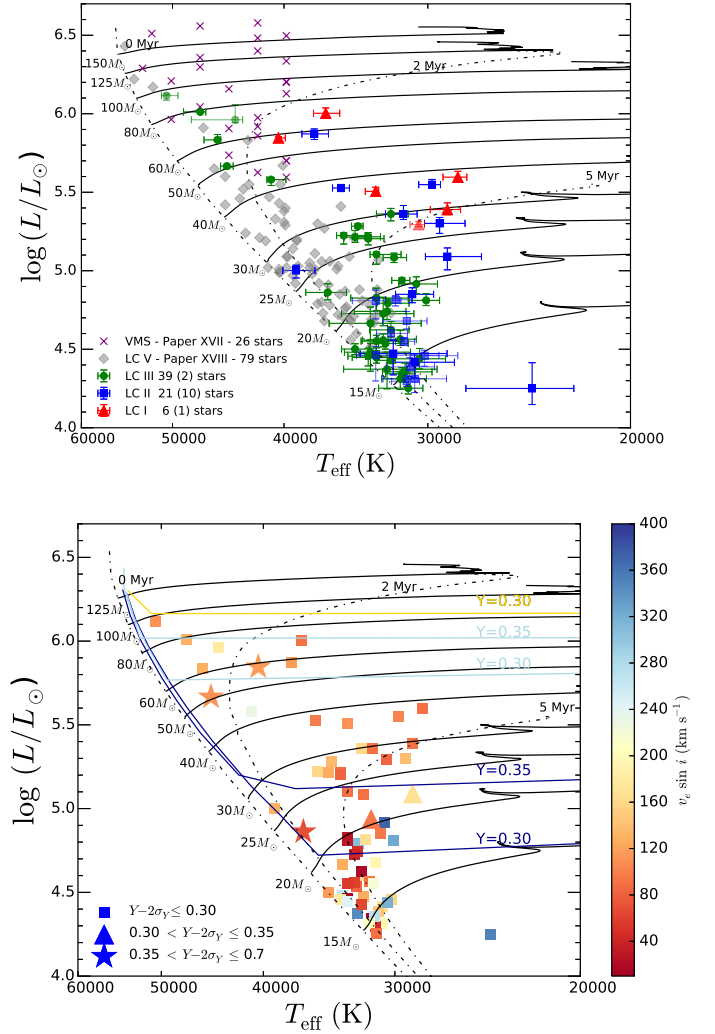 6.5
6.0
5.5
5.0
4.5
4.0
log (L/L☉)
0 Myr
2 Myr
5 Myr
150M☉
125M☉
100M☉
80M☉
60M☉
50M☉
40M☉
30M☉
25M☉
20M☉
15M☉
VMS - Paper XVII - 26 stars
LC V - Paper XVIII - 79 stars
LC III 39 (2) stars
LC II 21 (10) stars
LC I 6 (1) stars
60000 50000 40000 30000 20000
T_eff (K)
6.5
6.0
5.5
5.0
4.5
4.0
log (L/L☉)
0 Myr
2 Myr
5 Myr
125M☉
100M☉
80M☉
60M☉
50M☉
40M☉
30M☉
25M☉
20M☉
15M☉
Y=0.30
Y=0.35
Y=0.30
Y=0.35
Y=0.30
Y−2σ_Y ≤ 0.30
0.30 < Y−2σ_Y ≤ 0.35
0.35 < Y−2σ_Y ≤ 0.7
60000 50000 40000 30000 20000
T_eff (K)
400
360
320
280
240
200
160
120
80
40
v_e sin i (km s⁻¹)